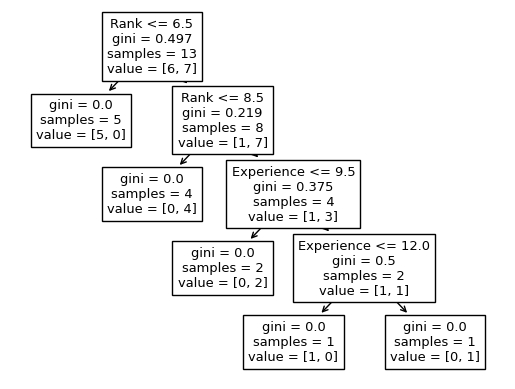 Rank <= 6.5
gini = 0.497
samples = 13
value = [6, 7]
gini = 0.0
samples = 5
value = [5, 0]
Rank <= 8.5
gini = 0.219
samples = 8
value = [1, 7]
gini = 0.0
samples = 4
value = [0, 4]
Experience <= 9.5
gini = 0.375
samples = 4
value = [1, 3]
gini = 0.0
samples = 2
value = [0, 2]
Experience <= 12.0
gini = 0.5
samples = 2
value = [1, 1]
gini = 0.0
samples = 1
value = [1, 0]
gini = 0.0
samples = 1
value = [0, 1]